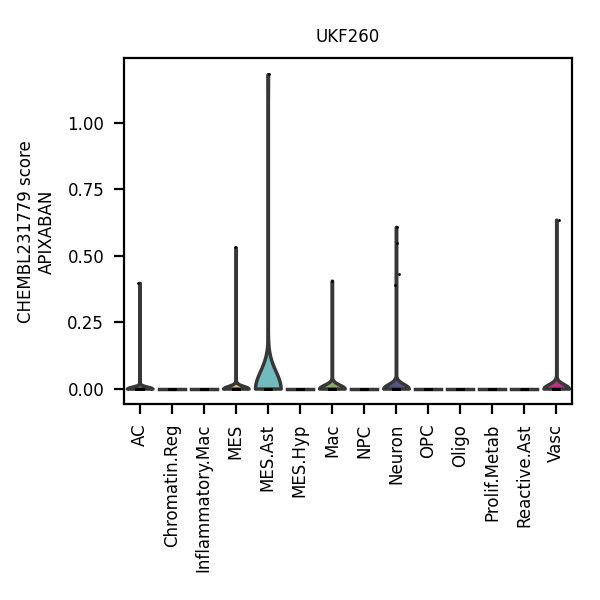 UKF260
CHEMBL231779 score
APIXABAN
1.00
0.75
0.50
0.25
0.00
AC
Chromatin.Reg
Inflammatory.Mac
MES
MES.Ast
MES.Hyp
Mac
NPC
Neuron
OPC
Oligo
Prolif.Metab
Reactive.Ast
Vasc